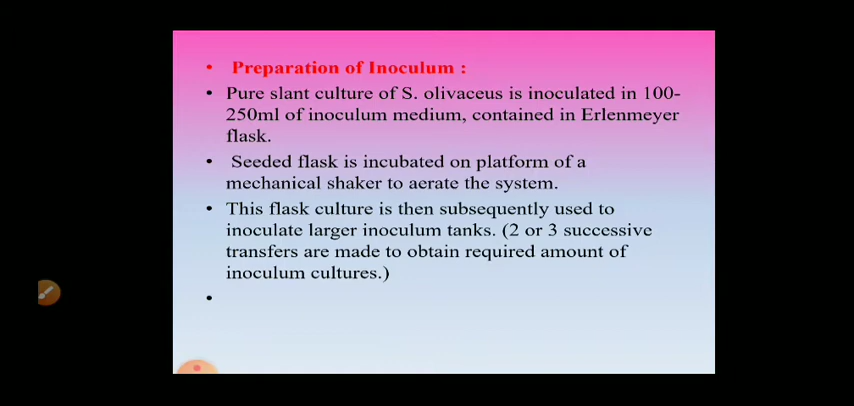 • Preparation of Inoculum :
• Pure slant culture of S. olivaceus is inoculated in 100-
250ml of inoculum medium, contained in Erlenmeyer
flask.
• Seeded flask is incubated on platform of a
mechanical shaker to aerate the system.
• This flask culture is then subsequently used to
inoculate larger inoculum tanks. (2 or 3 successive
transfers are made to obtain required amount of
inoculum cultures.)
•